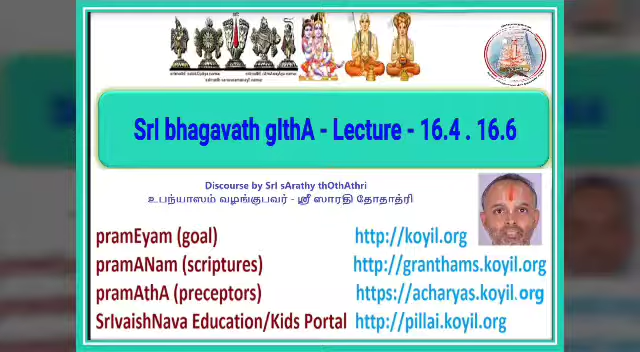 SrI bhagavath gIthA - Lecture - 16.4 . 16.6
Discourse by SrI sArathy thOthAthri
உபந்யாஸம் வழங்குபவர் - ஸ்ரீ ஸாரதி தோதாத்ரி
pramEyam (goal) http://koyil.org
pramANam (scriptures) http://granthams.koyil.org
pramAthA (preceptors) https://acharyas.koyil.org
SrIvaishNava Education/Kids Portal http://pillai.koyil.org